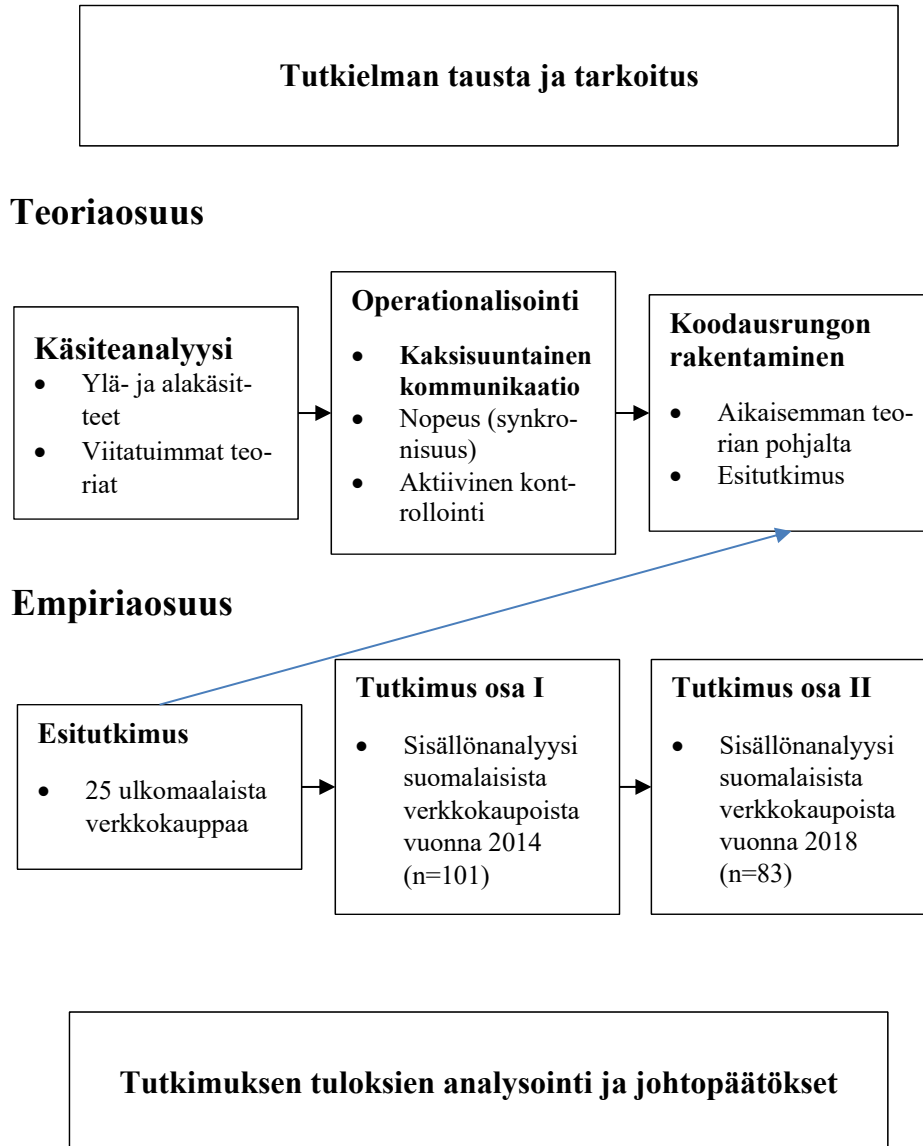 Tutkielman tausta ja tarkoitus
Teoriaosuus
Käsiteanalyysi
• Ylä- ja alakäsit-
teet
• Viitatuimmat teo-
riat
Operationalisointi
• Kaksisuuntainen
kommunikaatio
• Nopeus (synkro-
nisuus)
• Aktiivinen kont-
rollointi
Koodausrungon
rakentaminen
• Aikaisemman teo-
rian pohjalta
• Esitutkimus
Empiriaosuus
Esitutkimus
• 25 ulkomaalaista
verkkokauppaa
Tutkimus osa I
• Sisällönanalyysi
suomalaisista
verkkokaupoista
vuonna 2014
(n=101)
Tutkimus osa II
• Sisällönanalyysi
suomalaisista
verkkokaupoista
vuonna 2018
(n=83)
Tutkimuksen tuloksien analysointi ja johtopäätökset